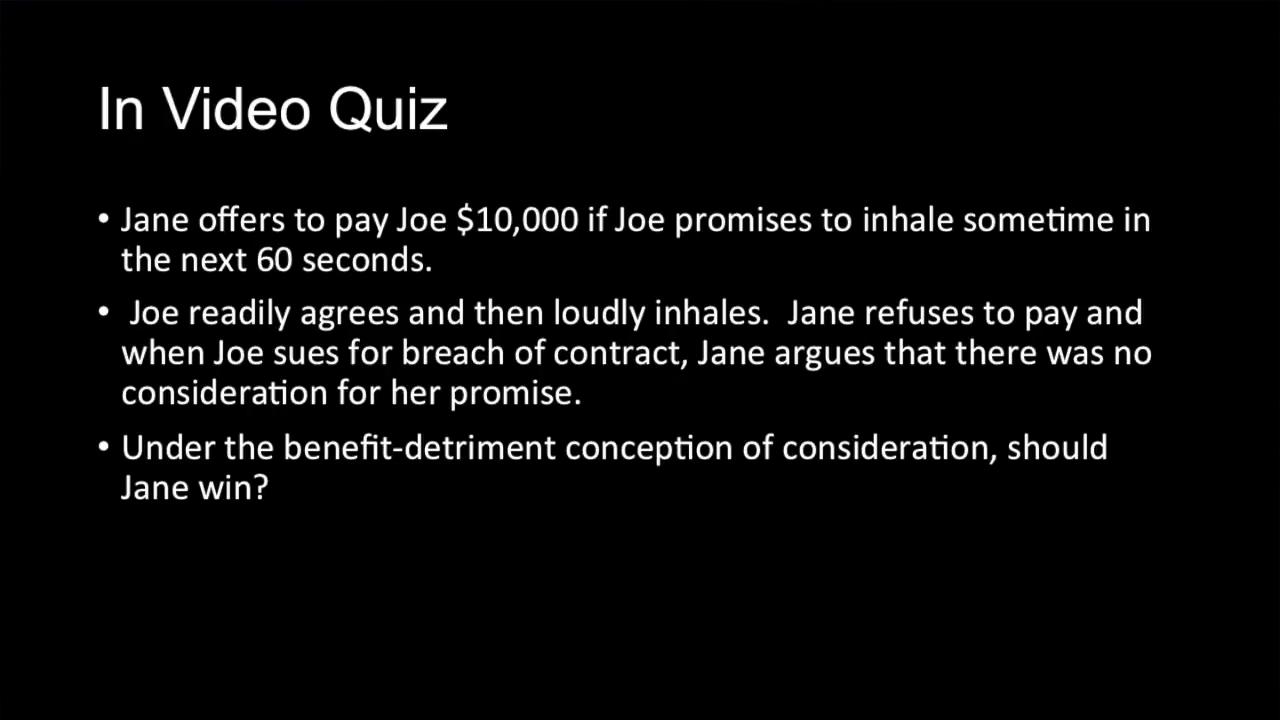 In Video Quiz
• Jane offers to pay Joe $10,000 if Joe promises to inhale sometime in
the next 60 seconds.
• Joe readily agrees and then loudly inhales.  Jane refuses to pay and
when Joe sues for breach of contract, Jane argues that there was no
consideration for her promise.
• Under the benefit-detriment conception of consideration, should
Jane win?